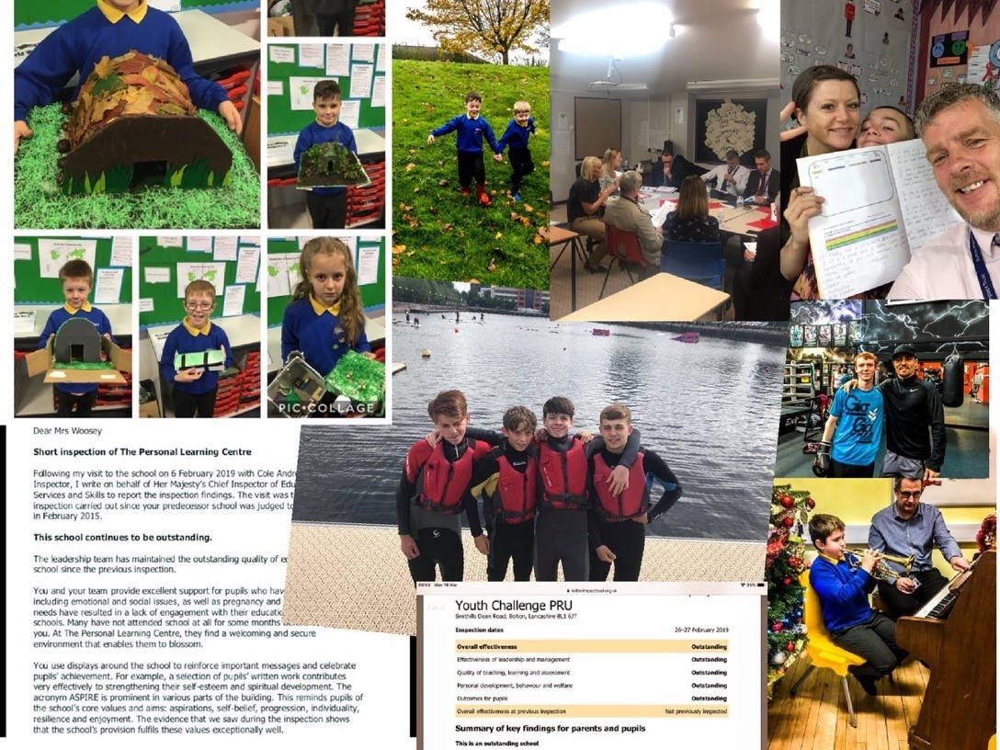 PIC•COLLAGE
Dear Mrs Woosey
Short inspection of The Personal Learning Centre
Following my visit to the school on 6 February 2019 with Cole Andre
Inspector, I write on behalf of Her Majesty's Chief Inspector of Edu
Services and Skills to report the inspection findings. The visit was t
inspection carried out since your predecessor school was judged to
in February 2015.
This school continues to be outstanding.
The leadership team has maintained the outstanding quality of ed
school since the previous inspection.
You and your team provide excellent support for pupils who hav
including emotional and social issues, as well as pregnancy and
needs have resulted in a lack of engagement with their educatio
schools. Many have not attended school at all for some months
you. At The Personal Learning Centre, they find a welcoming and secure
environment that enables them to blossom.
You use displays around the school to reinforce important messages and celebrate
pupils' achievement. For example, a selection of pupils' written work contributes
very effectively to strengthening their self-esteem and spiritual development. The
acronym ASPIRE is prominent in various parts of the building. This reminds pupils of
the school's core values and aims: aspirations, self-belief, progression, individuality,
resilience and enjoyment. The evidence that we saw during the inspection shows
that the school's provision fulfils these values exceptionally well.
Youth Challenge PRU
Smithills Dean Road, Bolton, Lancashire BL1 6JT
Inspection dates 26–27 February 2019
Overall effectiveness Outstanding
Effectiveness of leadership and management Outstanding
Quality of teaching, learning and assessment Outstanding
Personal development, behaviour and welfare Outstanding
Outcomes for pupils Outstanding
Overall effectiveness at previous inspection Not previously inspected
Summary of key findings for parents and pupils
This is an outstanding school